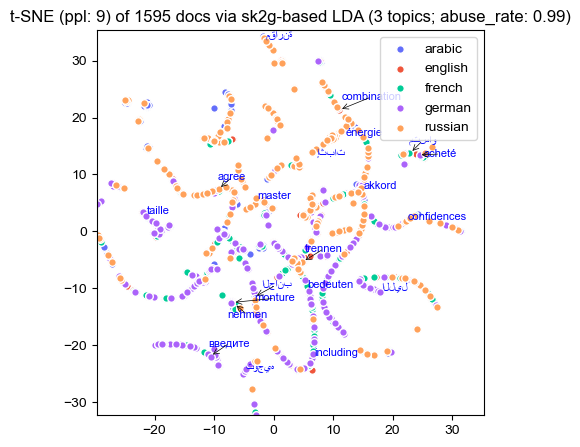 t-SNE (ppl: 9) of 1595 docs via sk2g-based LDA (3 topics; abuse_rate: 0.99)
arabic
english
french
german
russian
combination
énergie
agree
akkord
master
taille
confidences
trennen
bedeuten
monture
nehmen
введите
including
30
20
10
0
−10
−20
−30
−20
−10
0
10
20
30